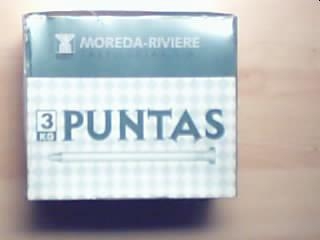 MOREDA-RIVIERE
3
KG
PUNTAS